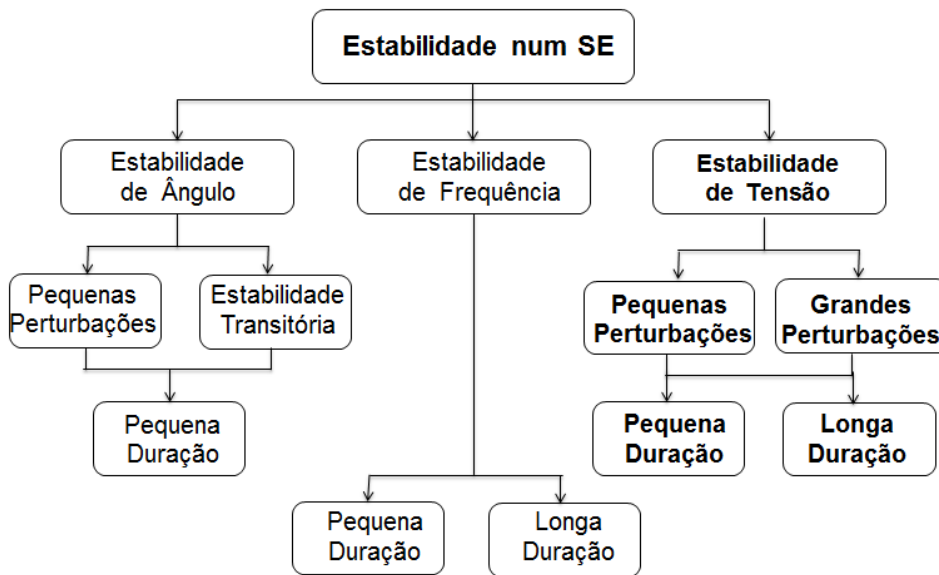 Estabilidade num SE
Estabilidade
de Ângulo
Estabilidade
de Frequência
Estabilidade
de Tensão
Pequenas
Perturbações
Estabilidade
Transitória
Pequenas
Perturbações
Grandes
Perturbações
Pequena
Duração
Pequena
Duração
Longa
Duração
Pequena
Duração
Longa
Duração